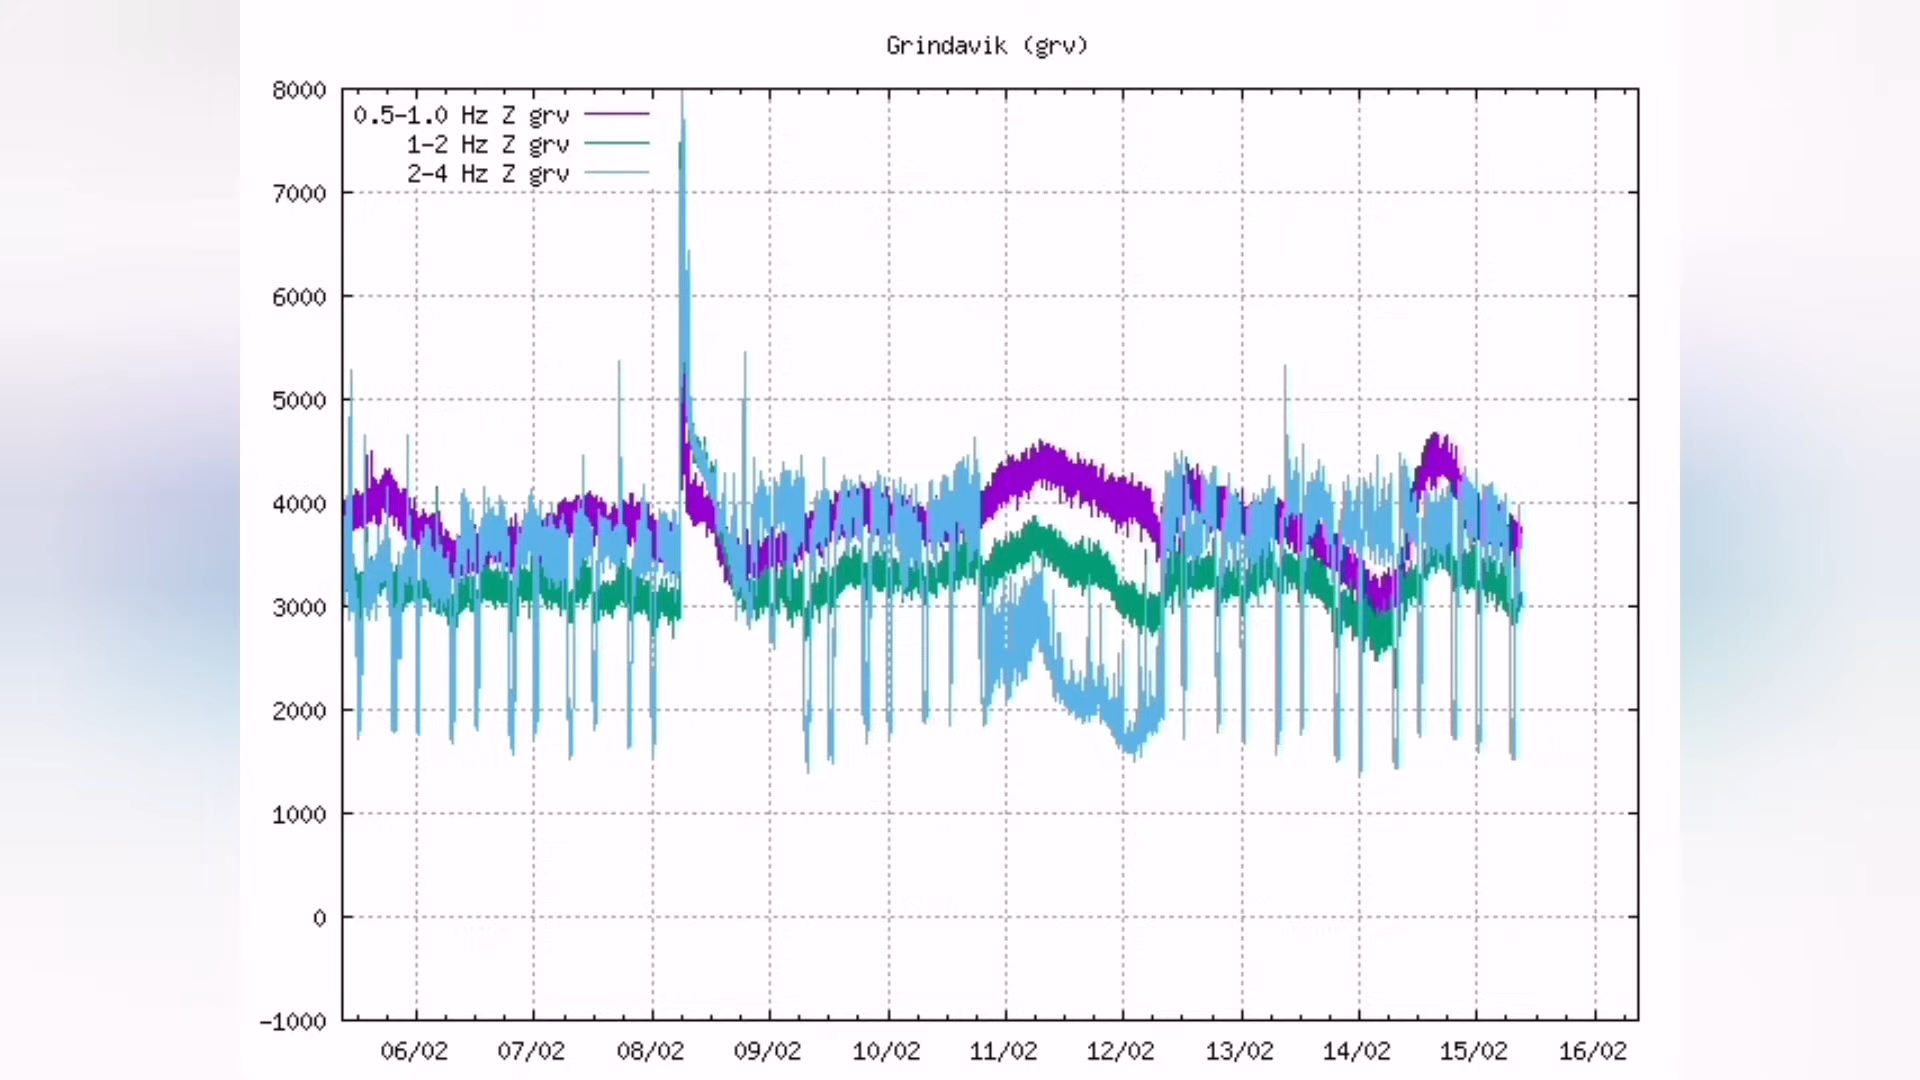 Grindavik (grv)
8000
0.5-1.0 Hz Z grv
1-2 Hz Z grv
2-4 Hz Z grv
7000
6000
5000
4000
3000
2000
1000
0
-1000
06/02 07/02 08/02 09/02 10/02 11/02 12/02 13/02 14/02 15/02 16/02